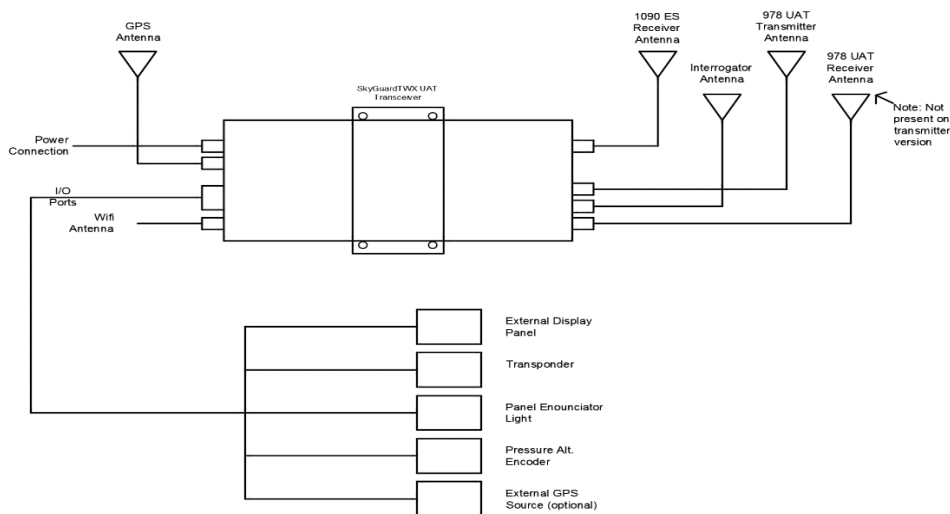 GPS
Antenna
1090 ES
Receiver
Antenna
978 UAT
Transmitter
Antenna
Interrogator
Antenna
978 UAT
Receiver
Antenna
Note: Not
present on
transmitter
version
SkyGuardTWX UAT
Transceiver
Power
Connection
I/O
Ports
Wifi
Antenna
External Display
Panel
Transponder
Panel Enounciator
Light
Pressure Alt.
Encoder
External GPS
Source (optional)